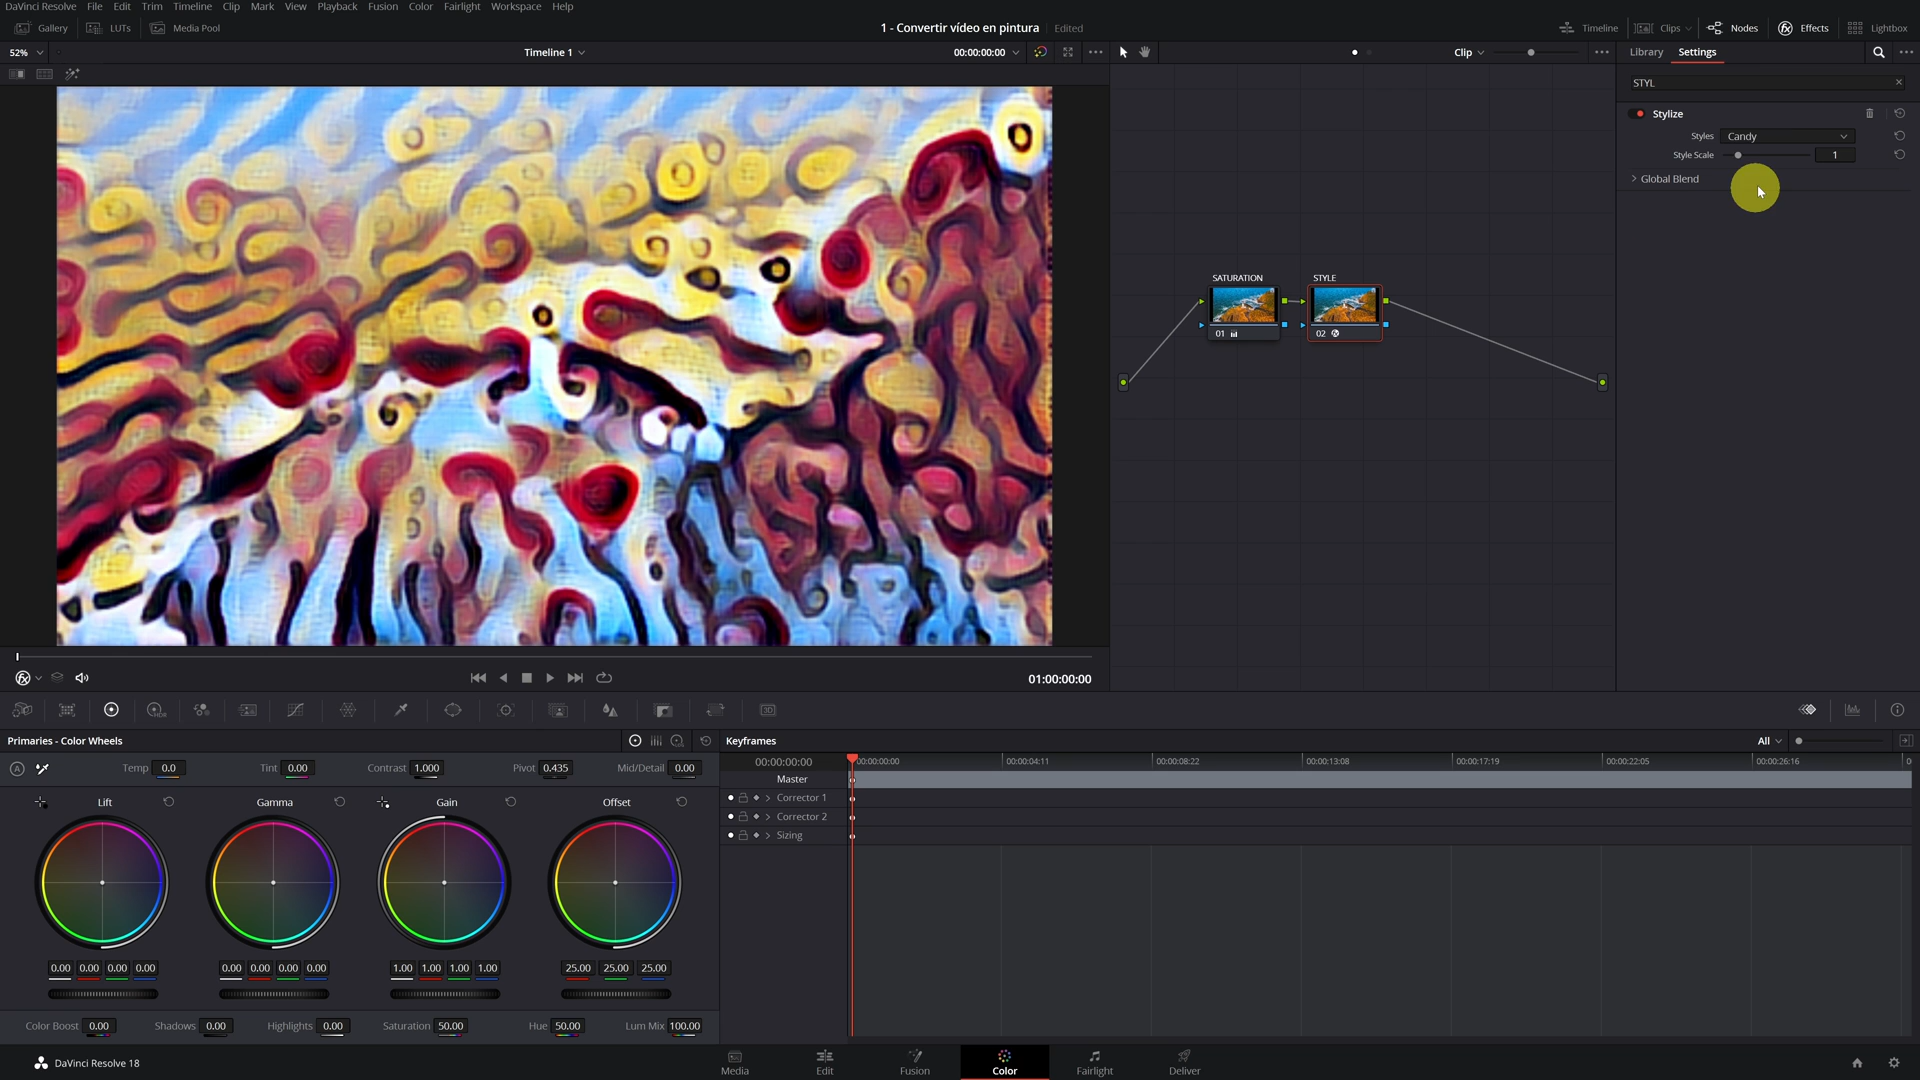 DaVinci Resolve File Edit Trim Timeline Clip Mark View Playback Fusion Color Fairlight Workspace Help
Gallery LUTs Media Pool 1 - Convertir vídeo en pintura Edited Timeline Clips Nodes Effects Lightbox
52% Timeline 1 00:00:00:00 Clip Library Settings
STYL
Stylize
Styles Candy
Style Scale 1
Global Blend
SATURATION STYLE
01 02
01:00:00:00
Primaries - Color Wheels
Keyframes All
Temp 0.0 Tint 0.00 Contrast 1.000 Pivot 0.435 Mid/Detail 0.00
00:00:00:00 00:00:00:00 00:00:04:11 00:00:08:22 00:00:13:08 00:00:17:19 00:00:22:05 00:00:26:16
Master
Corrector 1
Corrector 2
Sizing
Lift Gamma Gain Offset
0.00 0.00 0.00 0.00 0.00 0.00 0.00 0.00 1.00 1.00 1.00 1.00 25.00 25.00 25.00
Color Boost 0.00 Shadows 0.00 Highlights 0.00 Saturation 50.00 Hue 50.00 Lum Mix 100.00
DaVinci Resolve 18 Media Edit Fusion Color Fairlight Deliver